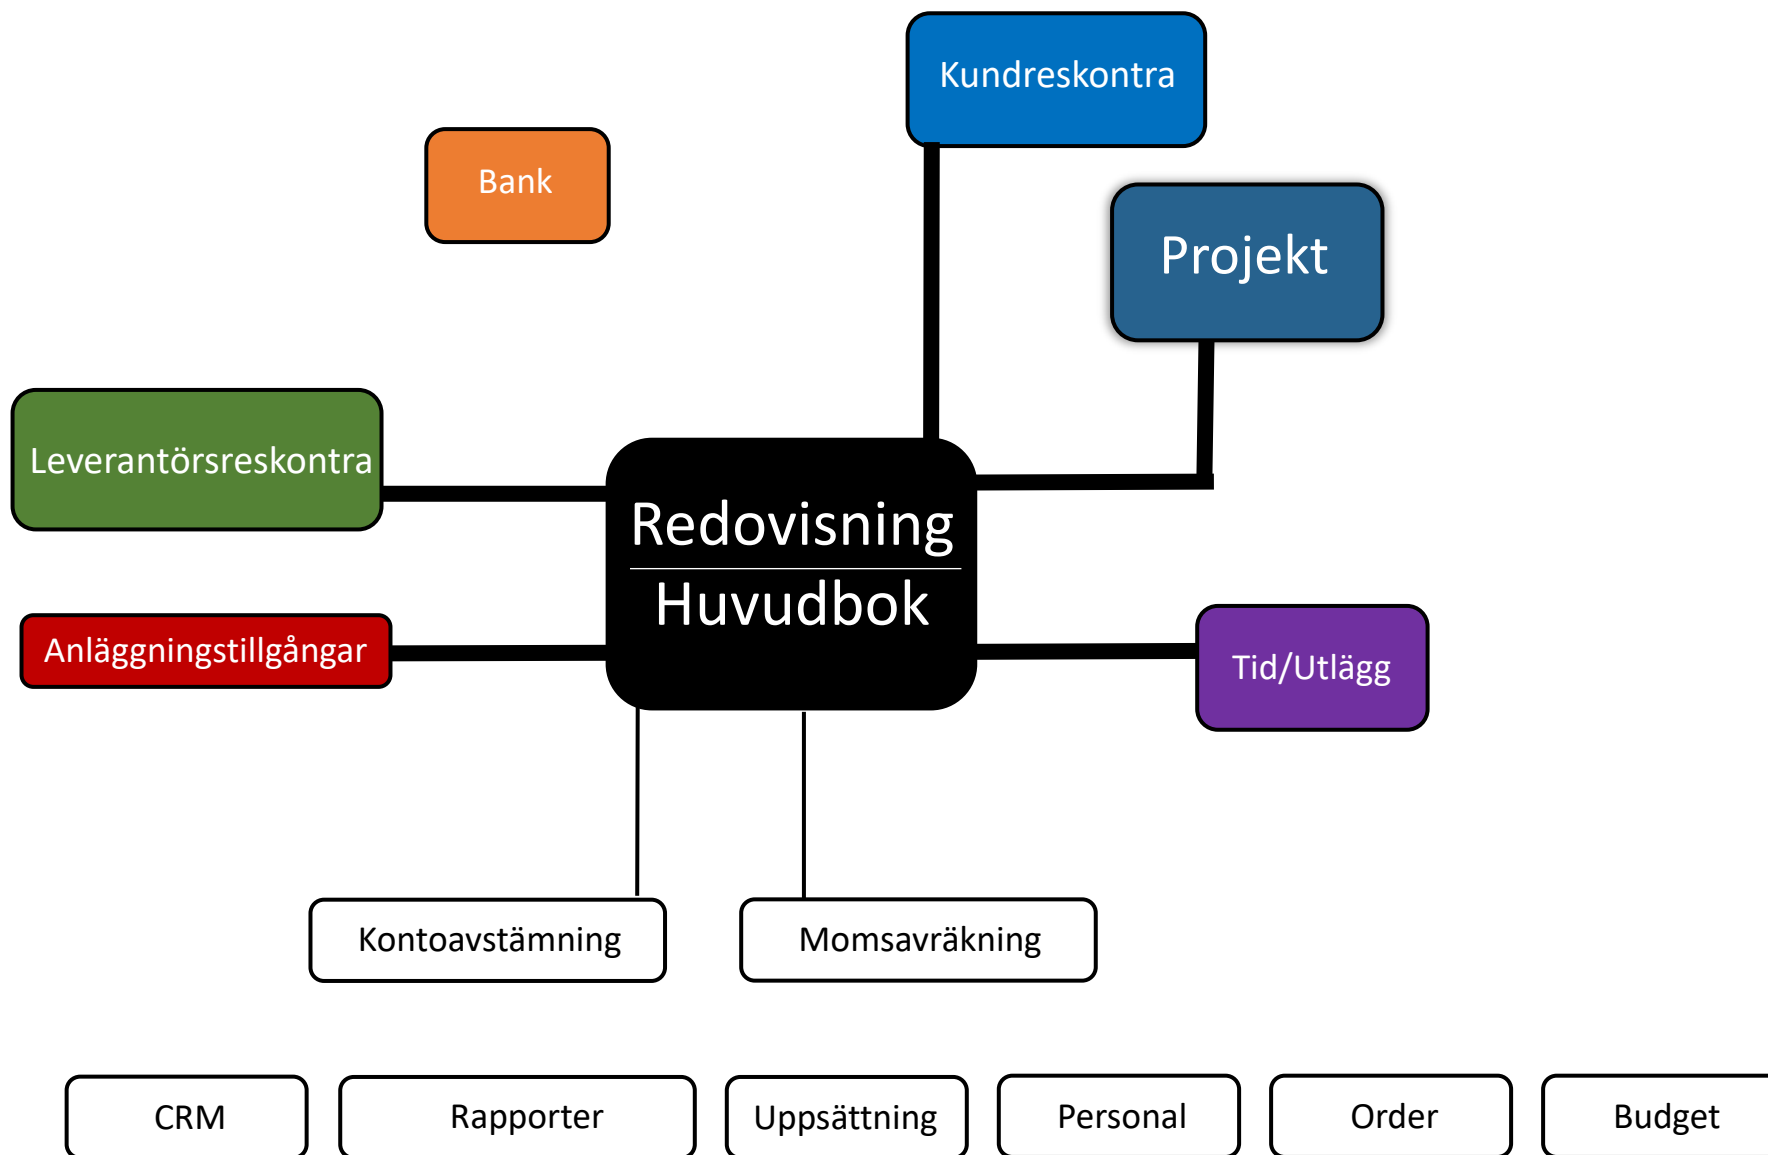 Kundreskontra
Bank
Projekt
Leverantörsreskontra
Redovisning
Huvudbok
Anläggningstillgångar
Tid/Utlägg
Kontoavstämning
Momsavräkning
CRM
Rapporter
Uppsättning
Personal
Order
Budget